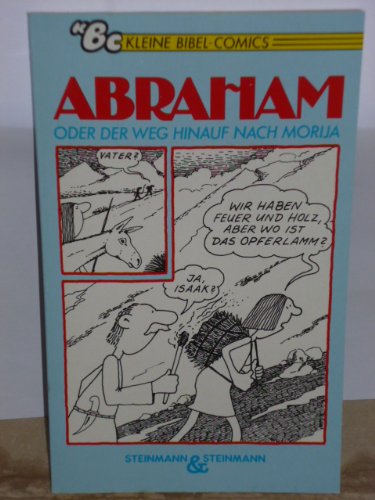 KBC KLEINE BIBEL-COMICS
ABRAHAM
ODER DER WEG HINAUF NACH MORIJA
VATER?
WIR HABEN
FEUER UND HOLZ,
ABER WO IST
DAS OPFERLAMM?
JA,
ISAAK?
STEINMANN & STEINMANN